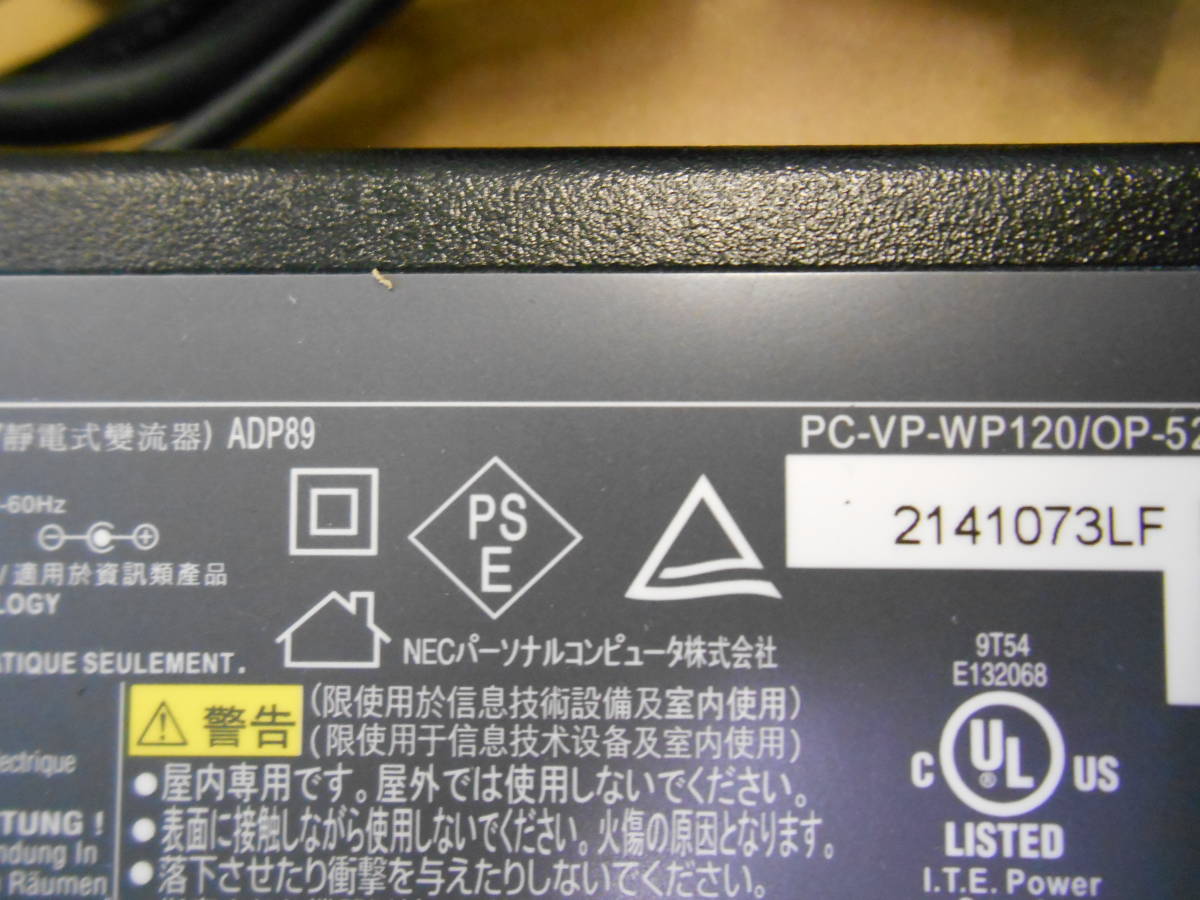 (靜電式變流器) ADP89
PC-VP-WP120/OP-52
-60Hz
2141073LF
PS
E
/適用於資訊類產品
LOGY
NECパーソナルコンピュータ株式会社
ATIQUE SEULEMENT.
9T54
E132068
警告
(限使用於信息技術設備及室内使用)
(限使用于信息技术设备及室内使用)
C UL ® US
LISTED
I.T.E. Power
lectrique
TUNG !
ndung In
Räumen
●屋内専用です。屋外では使用しないでください。
●表面に接触しながら使用しないでください。火傷の原因となります。
●落下させたり衝撃を与えたりしないでください。